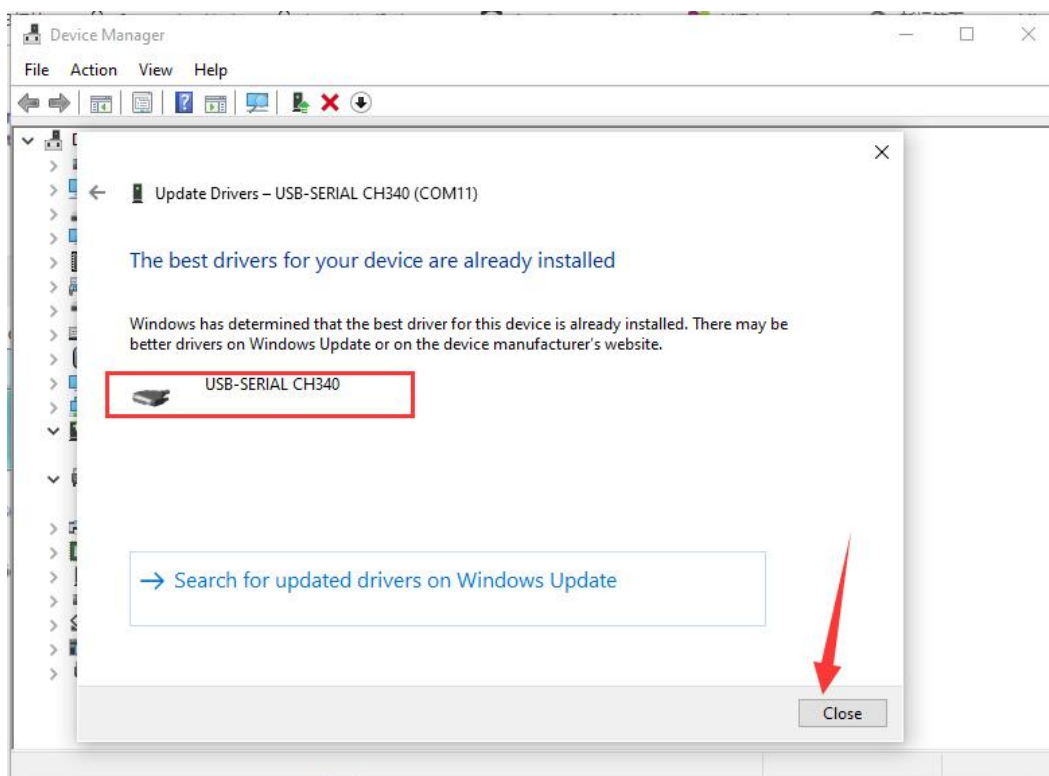 Device Manager
File Action View Help
Update Drivers – USB-SERIAL CH340 (COM11)
The best drivers for your device are already installed
Windows has determined that the best driver for this device is already installed. There may be
better drivers on Windows Update or on the device manufacturer's website.
USB-SERIAL CH340
Search for updated drivers on Windows Update
Close